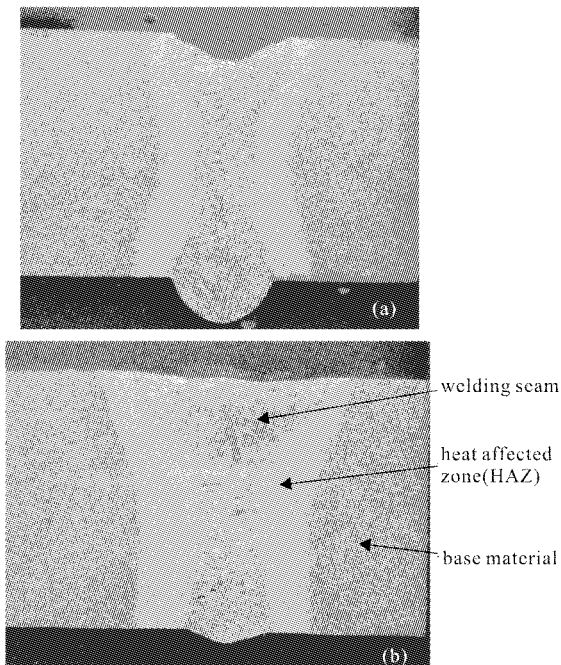 (a)
welding seam
heat affected
zone(HAZ)
base material
(b)